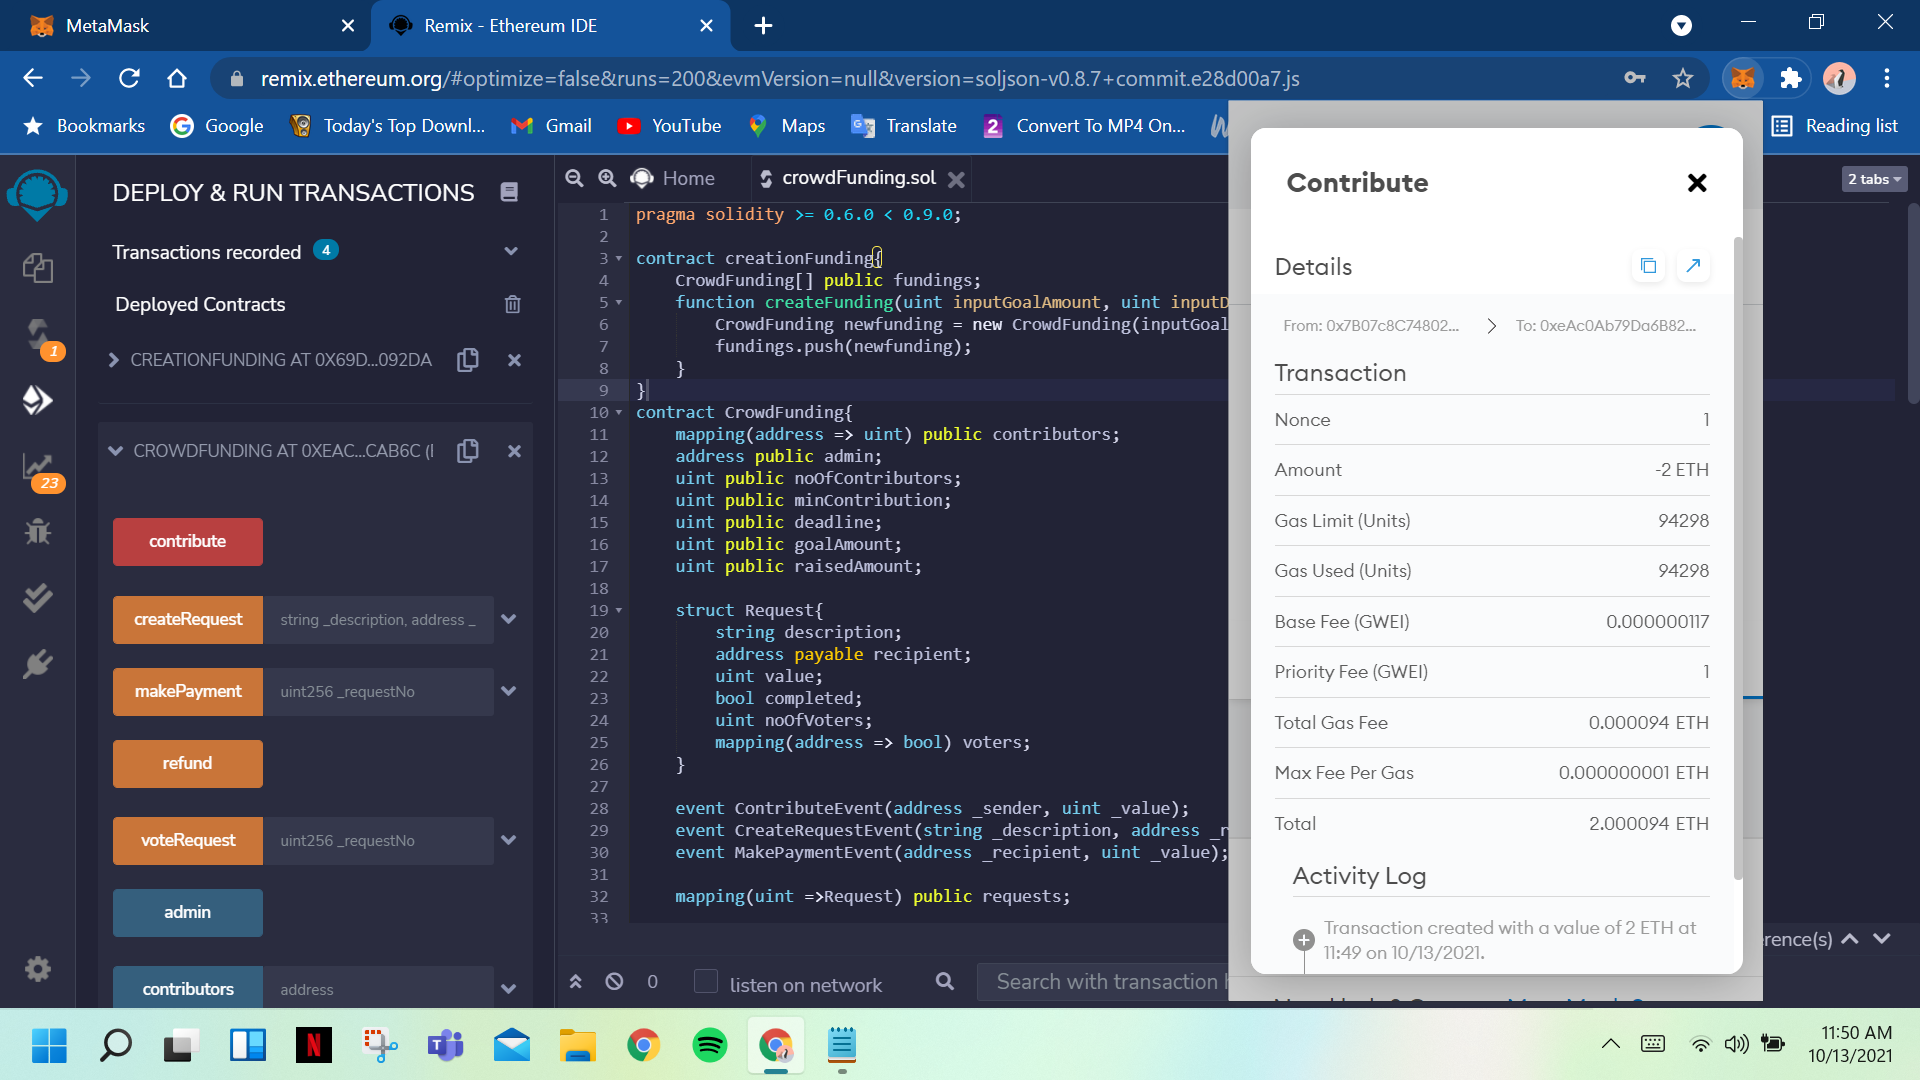 MetaMask
Remix - Ethereum IDE
remix.ethereum.org/#optimize=false&runs=200&evmVersion=null&version=soljson-v0.8.7+commit.e28d00a7.js
Bookmarks
Google
Today's Top Downl...
Gmail
YouTube
Maps
Translate
2 Convert To MP4 On...
Reading list
DEPLOY & RUN TRANSACTIONS
Transactions recorded 4
Deployed Contracts
CREATIONFUNDING AT 0X69D...092DA
1
CROWDFUNDING AT 0XEAC...CAB6C (
23
contribute
createRequest string _description, address _
makePayment uint256 _requestNo
refund
voteRequest uint256 _requestNo
admin
contributors address
Home
crowdFunding.sol
2 tabs
1 pragma solidity >= 0.6.0 < 0.9.0;
2
3 contract creationFunding{
4 CrowdFunding[] public fundings;
5 function createFunding(uint inputGoalAmount, uint inputD
6 CrowdFunding newfunding = new CrowdFunding(inputGoal
7 fundings.push(newfunding);
8 }
9 }
10 contract CrowdFunding{
11 mapping(address => uint) public contributors;
12 address public admin;
13 uint public noOfContributors;
14 uint public minContribution;
15 uint public deadline;
16 uint public goalAmount;
17 uint public raisedAmount;
18
19 struct Request{
20 string description;
21 address payable recipient;
22 uint value;
23 bool completed;
24 uint noOfVoters;
25 mapping(address => bool) voters;
26 }
27
28 event ContributeEvent(address _sender, uint _value);
29 event CreateRequestEvent(string _description, address _r
30 event MakePaymentEvent(address _recipient, uint _value);
31
32 mapping(uint =>Request) public requests;
33
0
listen on network
Search with transaction h
erence(s)
Contribute
Details
From: 0x7B07c8C74802... > To: 0xeAc0Ab79Da6B82...
Transaction
Nonce 1
Amount -2 ETH
Gas Limit (Units) 94298
Gas Used (Units) 94298
Base Fee (GWEI) 0.000000117
Priority Fee (GWEI) 1
Total Gas Fee 0.000094 ETH
Max Fee Per Gas 0.000000001 ETH
Total 2.000094 ETH
Activity Log
Transaction created with a value of 2 ETH at
11:49 on 10/13/2021.
11:50 AM
10/13/2021